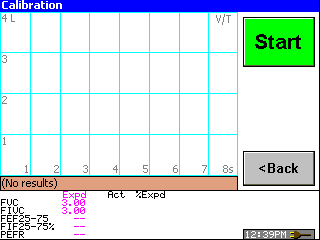 Calibration
4 L V/T
Start
3
2
1
1 2 3 4 5 6 7 8s
<Back
(No results)
Expd Act %Expd
FVC 3.00
FIVC 3.00
FEF25-75 ---
FIF25-75% ---
PEFR ---
12:39PM